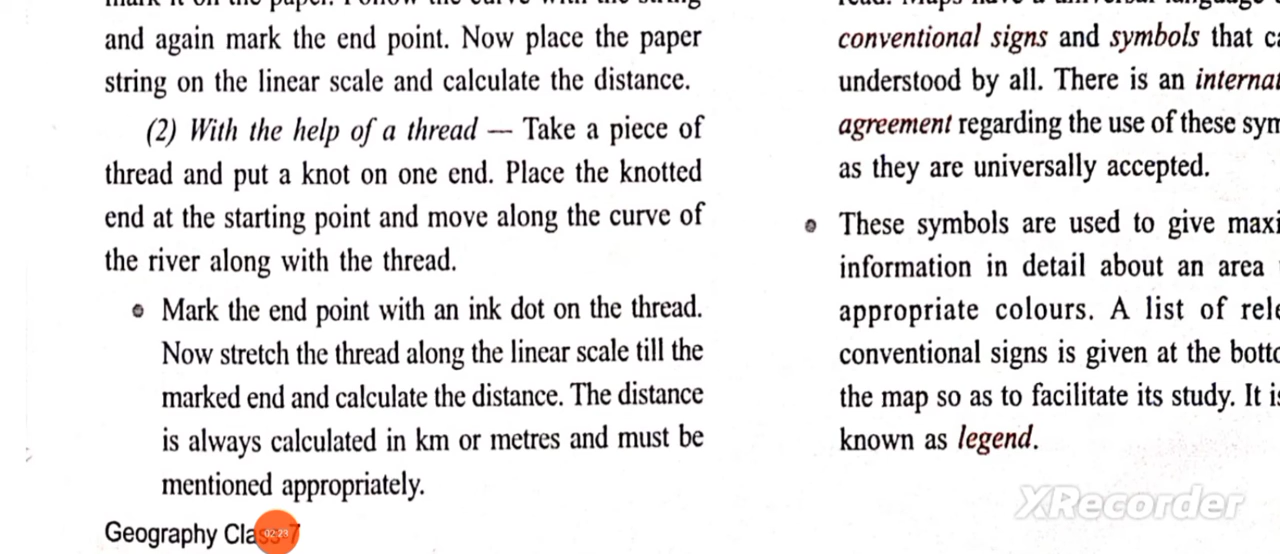 and again mark the end point. Now place the paper
string on the linear scale and calculate the distance.
(2) With the help of a thread — Take a piece of
thread and put a knot on one end. Place the knotted
end at the starting point and move along the curve of
the river along with the thread.
• Mark the end point with an ink dot on the thread.
Now stretch the thread along the linear scale till the
marked end and calculate the distance. The distance
is always calculated in km or metres and must be
mentioned appropriately.
Geography Class-7
02:23
conventional signs and symbols that
understood by all. There is an
agreement regarding the use of these
as they are universally accepted.
• These symbols are used to give
information in detail about an area
appropriate colours. A list of
conventional signs is given at the
the map so as to facilitate its study. It
known as legend.
XRecorder